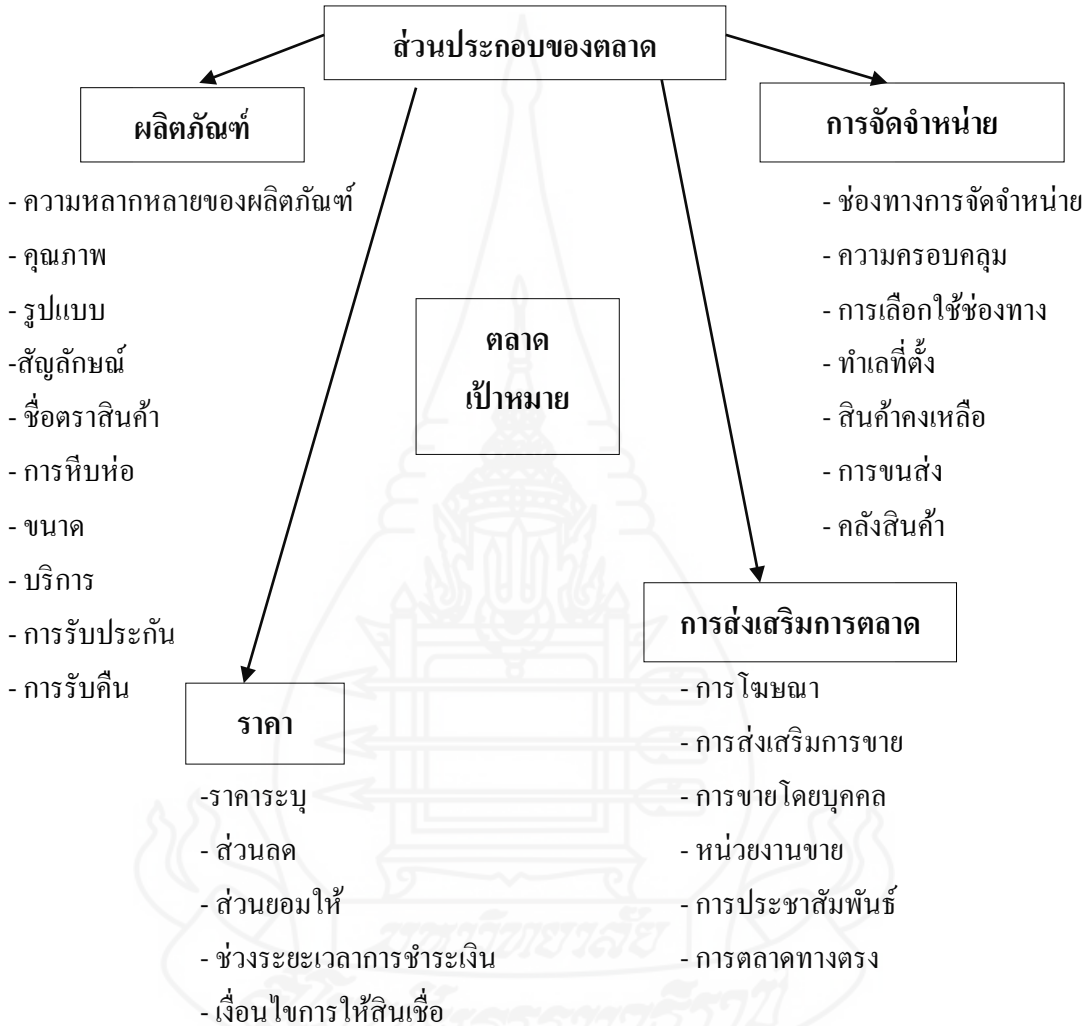 ส่วนประกอบของตลาด
ผลิตภัณฑ์
- ความหลากหลายของผลิตภัณฑ์
- คุณภาพ
- รูปแบบ
-สัญลักษณ์
- ชื่อตราสินค้า
- การหีบห่อ
- ขนาด
- บริการ
- การรับประกัน
- การรับคืน
ราคา
-ราคาระบุ
- ส่วนลด
- ส่วนยอมให้
- ช่วงระยะเวลาการชำระเงิน
- เงื่อนไขการให้สินเชื่อ
ตลาด
เป้าหมาย
การจัดจำหน่าย
- ช่องทางการจัดจำหน่าย
- ความครอบคลุม
- การเลือกใช้ช่องทาง
- ทำเลที่ตั้ง
- สินค้าคงเหลือ
- การขนส่ง
- คลังสินค้า
การส่งเสริมการตลาด
- การโฆษณา
- การส่งเสริมการขาย
- การขายโดยบุคคล
- หน่วยงานขาย
- การประชาสัมพันธ์
- การตลาดทางตรง
มหาวิทยาลัย